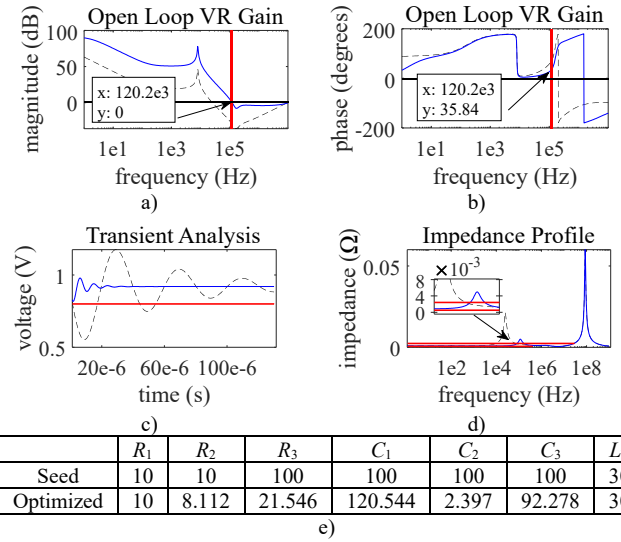 Open Loop VR Gain
magnitude (dB)
100
50
0
x: 120.2e3
y: 0
1e1 1e3 1e5
frequency (Hz)
a)
Open Loop VR Gain
phase (degrees)
200
0
-200
x: 120.2e3
y: 35.84
1e1 1e3 1e5
frequency (Hz)
b)
Transient Analysis
voltage (V)
1
0.5
20e-6 60e-6 100e-6
time (s)
c)
Impedance Profile
impedance (Ω)
0.05
0
× 10⁻³
8
4
0
1e2 1e4 1e6 1e8
frequency (Hz)
d)
R1 R2 R3 C1 C2 C3 L
Seed 10 10 100 100 100 100 30
Optimized 10 8.112 21.546 120.544 2.397 92.278 30
e)